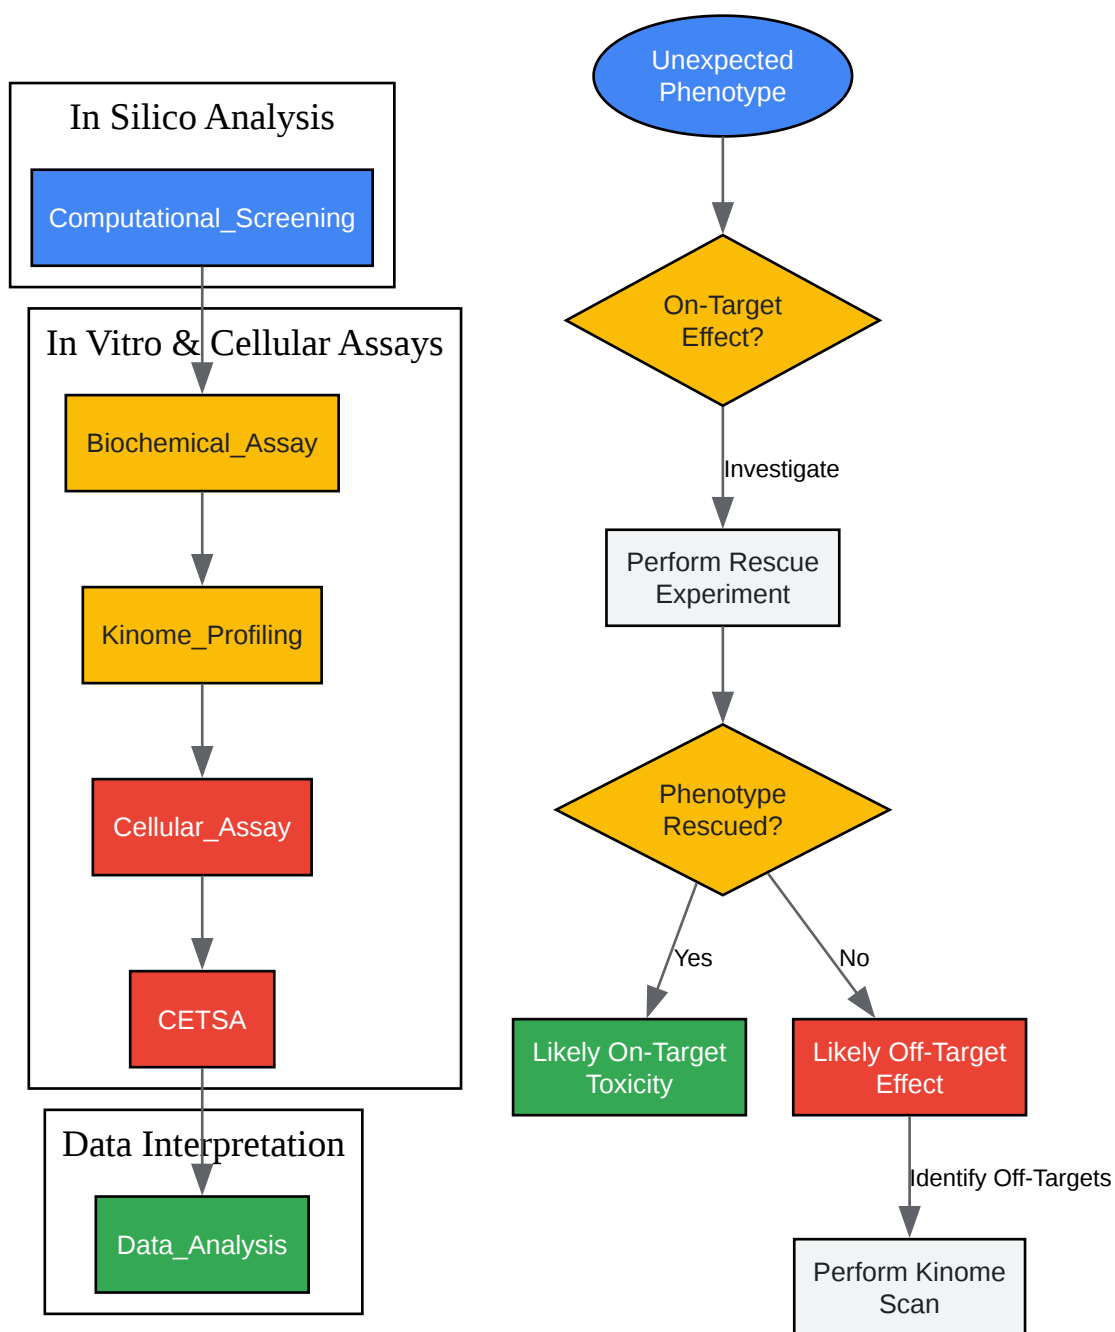 In Silico Analysis
Computational_Screening
In Vitro & Cellular Assays
Biochemical_Assay
Kinome_Profiling
Cellular_Assay
CETSA
Data Interpretation
Data_Analysis
Unexpected
Phenotype
On-Target
Effect?
Investigate
Perform Rescue
Experiment
Phenotype
Rescued?
Yes
No
Likely On-Target
Toxicity
Likely Off-Target
Effect
Identify Off-Targets
Perform Kinome
Scan